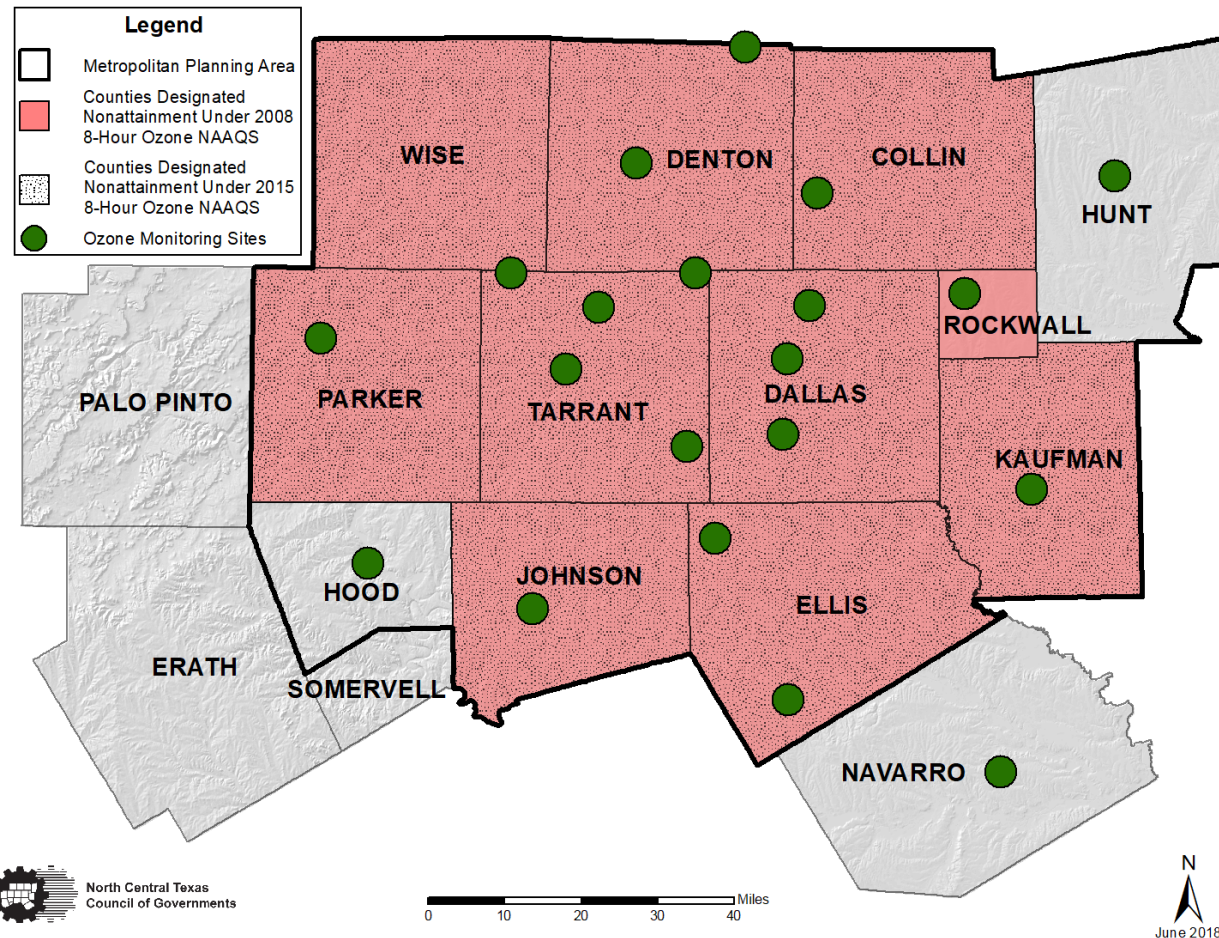 Legend
Metropolitan Planning Area
Counties Designated
Nonattainment Under 2008
8-Hour Ozone NAAQS
Counties Designated
Nonattainment Under 2015
8-Hour Ozone NAAQS
Ozone Monitoring Sites
WISE
DENTON
COLLIN
HUNT
ROCKWALL
PALO PINTO
PARKER
TARRANT
DALLAS
KAUFMAN
HOOD
JOHNSON
ELLIS
ERATH
SOMERVELL
NAVARRO
North Central Texas
Council of Governments
Miles
0 10 20 30 40
N
June 2018